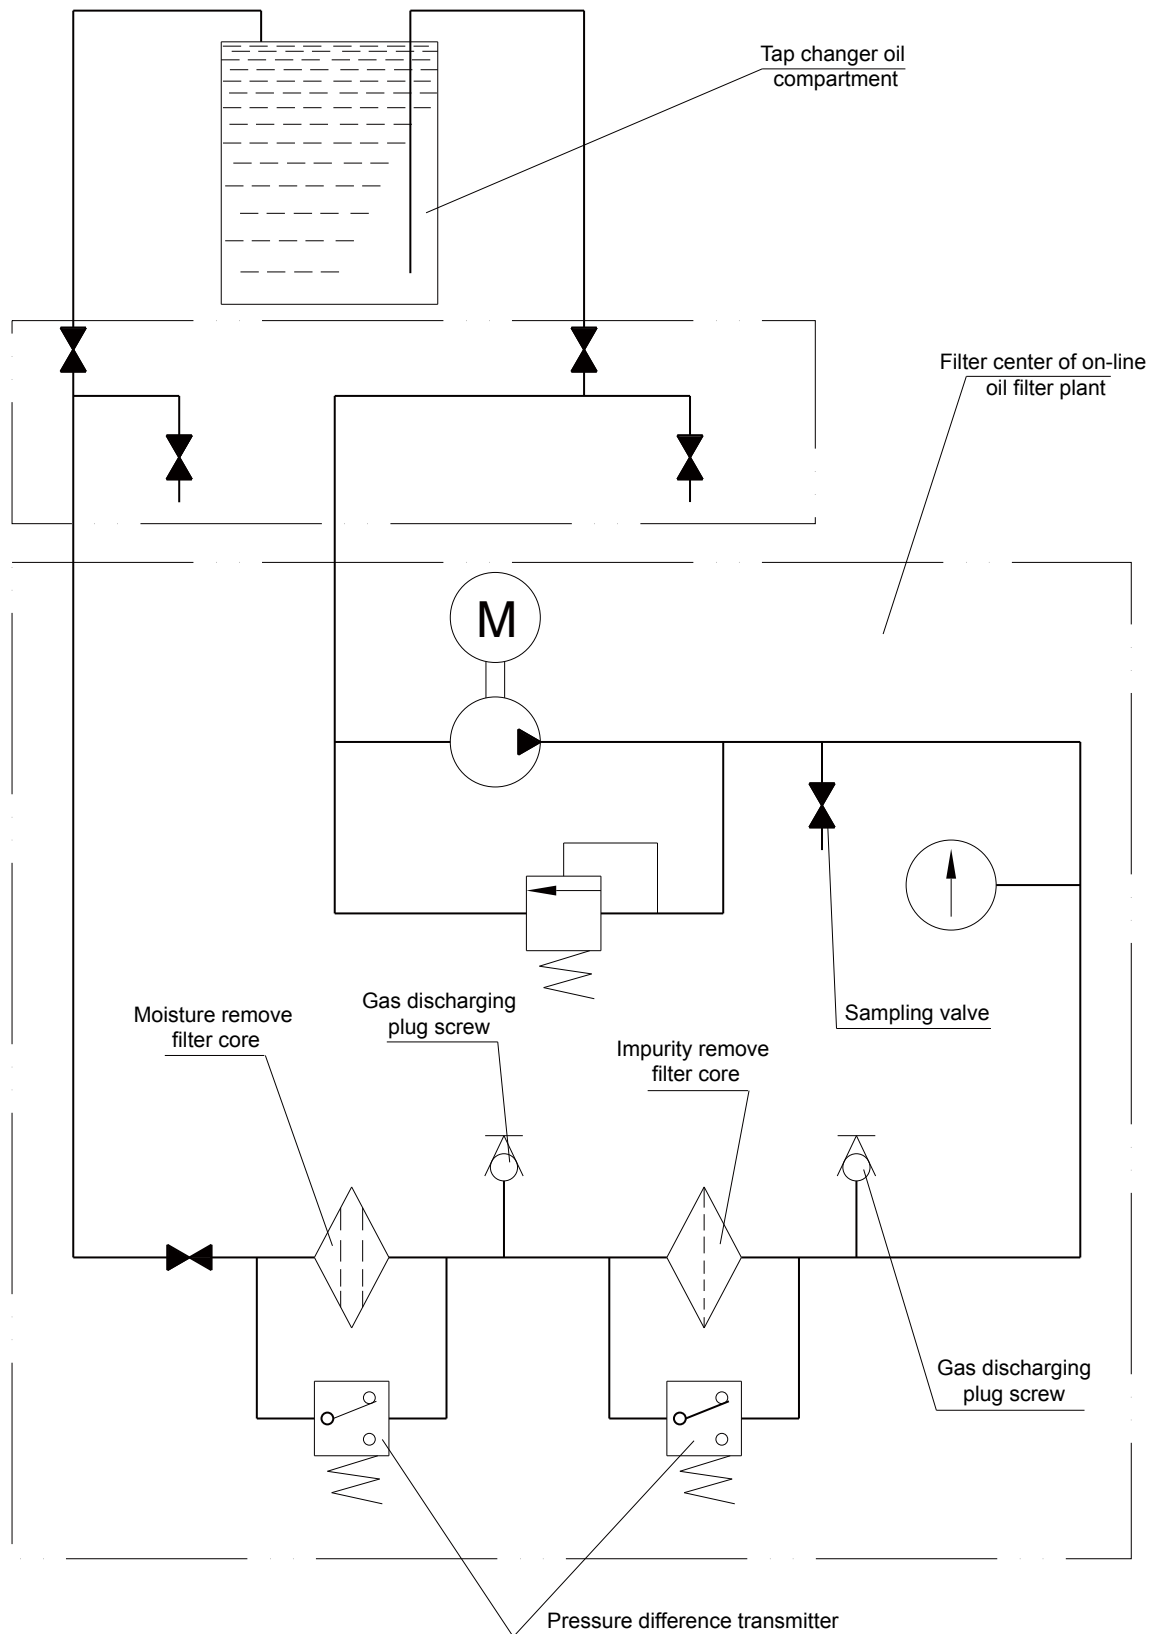 Tap changer oil
compartment
Filter center of on-line
oil filter plant
M
Sampling valve
Gas discharging
plug screw
Moisture remove
filter core
Impurity remove
filter core
Gas discharging
plug screw
Pressure difference transmitter